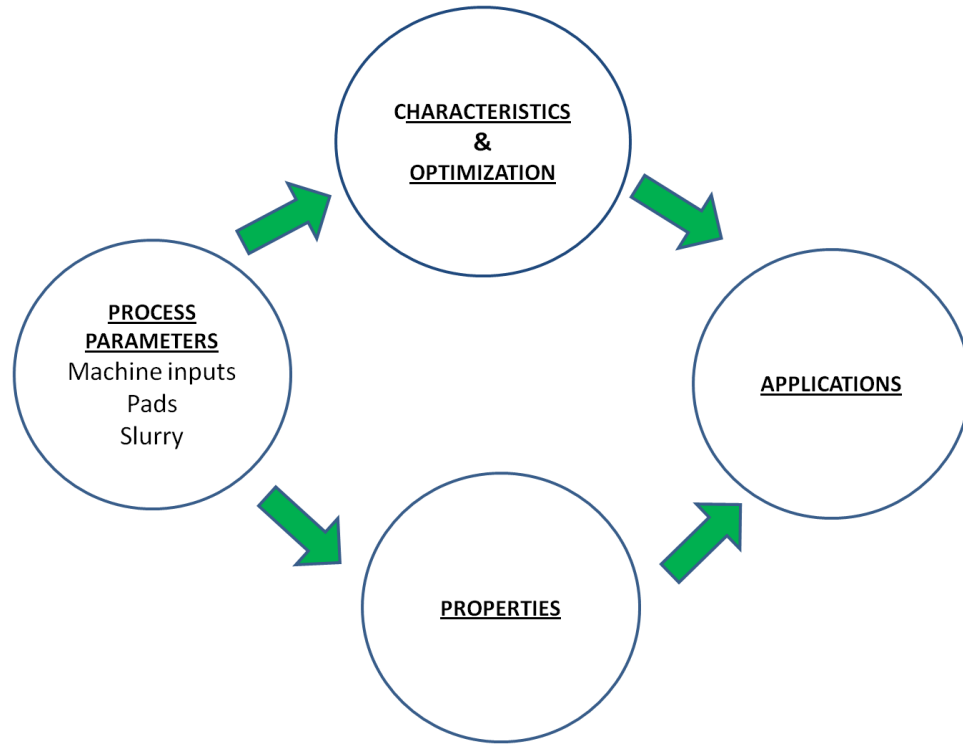 CHARACTERISTICS
&
OPTIMIZATION
PROCESS
PARAMETERS
Machine inputs
Pads
Slurry
APPLICATIONS
PROPERTIES